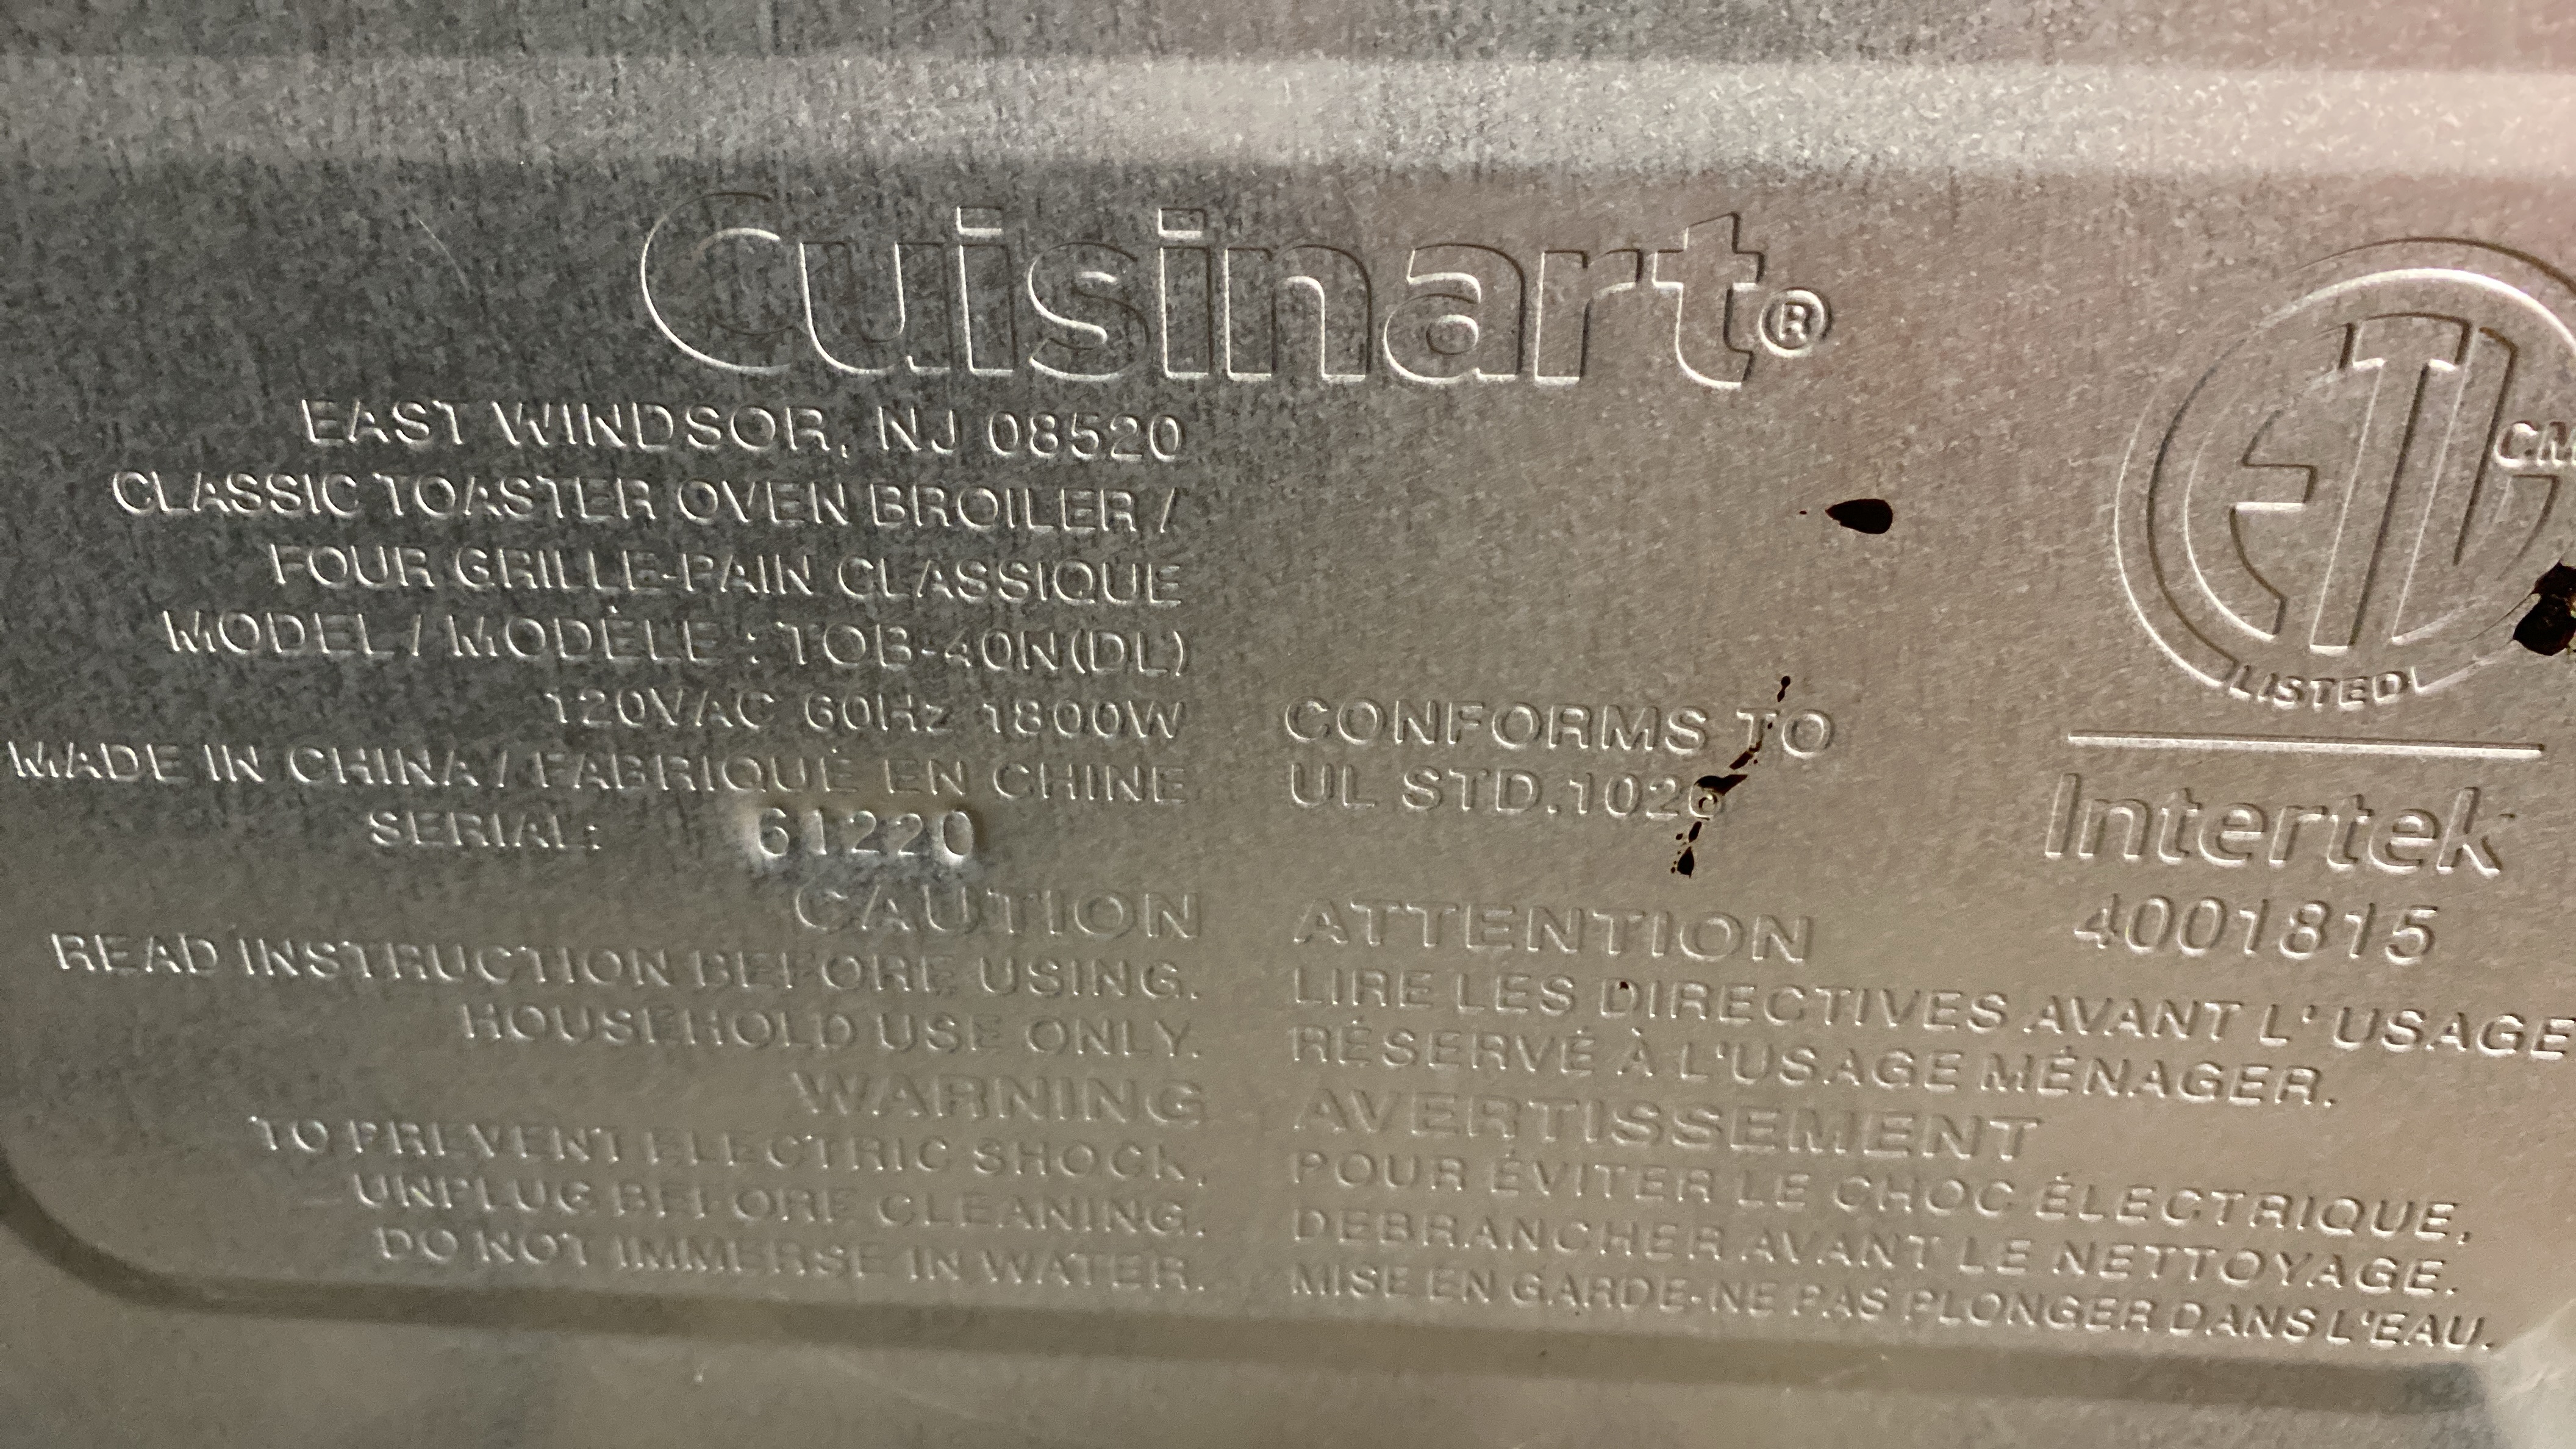 Cuisinart®
EAST WINDSOR, NJ 08520
CLASSIC TOASTER OVEN BROILER /
FOUR GRILLE-PAIN CLASSIQUE
MODEL / MODÈLE : TOB-40N(DL)
120VAC 60Hz 1800W
MADE IN CHINA / FABRIQUÉ EN CHINE
SERIAL: 61220
CAUTION
READ INSTRUCTION BEFORE USING.
HOUSEHOLD USE ONLY.
WARNING
TO PREVENT ELECTRIC SHOCK,
UNPLUG BEFORE CLEANING.
DO NOT IMMERSE IN WATER.
CONFORMS TO
UL STD.1026
ATTENTION
LIRE LES DIRECTIVES AVANT L' USAGE
RÉSERVÉ À L'USAGE MÉNAGER.
AVERTISSEMENT
POUR ÉVITER LE CHOC ÉLECTRIQUE,
DEBRANCHER AVANT LE NETTOYAGE.
MISE EN GARDE-NE PAS PLONGER DANS L'EAU.
ETL
CM
LISTED
Intertek
4001815